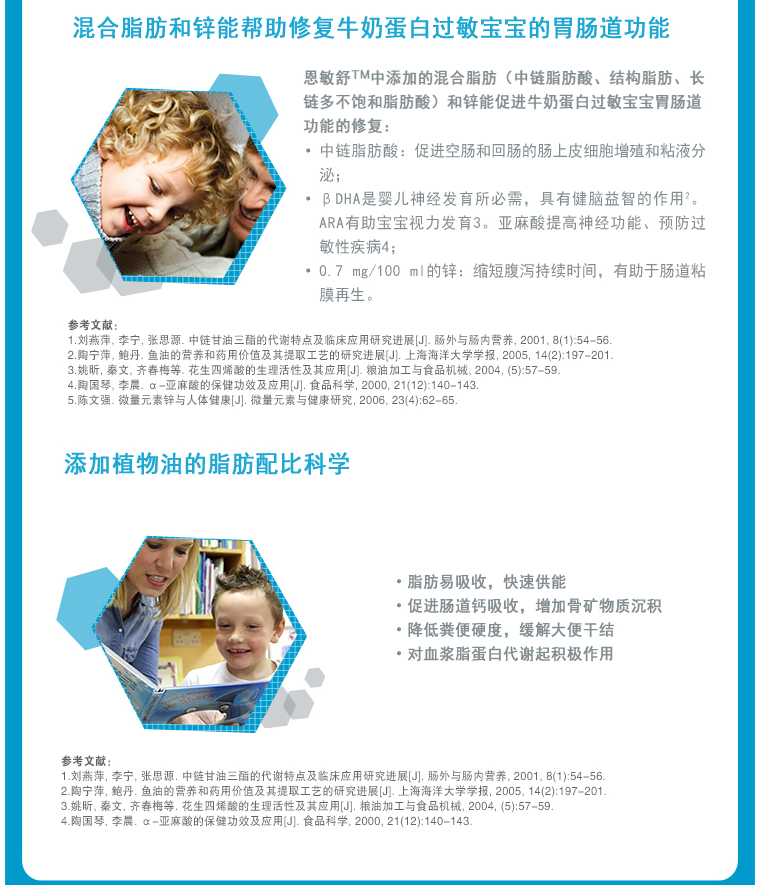 混合脂肪和锌能帮助修复牛奶蛋白过敏宝宝的胃肠道功能
恩敏舒TM中添加的混合脂肪（中链脂肪酸、结构脂肪、长
链多不饱和脂肪酸）和锌能促进牛奶蛋白过敏宝宝胃肠道
功能的修复：
• 中链脂肪酸：促进空肠和回肠的肠上皮细胞增殖和粘液分
泌；
• βDHA是婴儿神经发育所必需，具有健脑益智的作用²。
ARA有助宝宝视力发育3。亚麻酸提高神经功能、预防过
敏性疾病4；
• 0.7 mg/100 ml的锌：缩短腹泻持续时间，有助于肠道粘
膜再生。
参考文献：
1.刘燕萍, 李宁, 张思源. 中链甘油三酯的代谢特点及临床应用研究进展[J]. 肠外与肠内营养, 2001, 8(1):54-56.
2.陶宁萍, 鲍丹. 鱼油的营养和药用价值及其提取工艺的研究进展[J]. 上海海洋大学学报, 2005, 14(2):197-201.
3.姚昕, 秦文, 齐春梅等. 花生四烯酸的生理活性及其应用[J]. 粮油加工与食品机械, 2004, (5):57-59.
4.陶国琴, 李晨. α-亚麻酸的保健功效及应用[J]. 食品科学, 2000, 21(12):140-143.
5.陈文强. 微量元素锌与人体健康[J]. 微量元素与健康研究, 2006, 23(4):62-65.
添加植物油的脂肪配比科学
• 脂肪易吸收，快速供能
• 促进肠道钙吸收，增加骨矿物质沉积
• 降低粪便硬度，缓解大便干结
• 对血浆脂蛋白代谢起积极作用
参考文献：
1.刘燕萍, 李宁, 张思源. 中链甘油三酯的代谢特点及临床应用研究进展[J]. 肠外与肠内营养, 2001, 8(1):54-56.
2.陶宁萍, 鲍丹. 鱼油的营养和药用价值及其提取工艺的研究进展[J]. 上海海洋大学学报, 2005, 14(2):197-201.
3.姚昕, 秦文, 齐春梅等. 花生四烯酸的生理活性及其应用[J]. 粮油加工与食品机械, 2004, (5):57-59.
4.陶国琴, 李晨. α-亚麻酸的保健功效及应用[J]. 食品科学, 2000, 21(12):140-143.